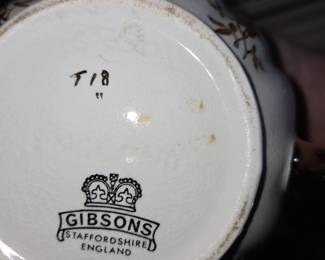 T18
"
GIBSONS
STAFFORDSHIRE
ENGLAND